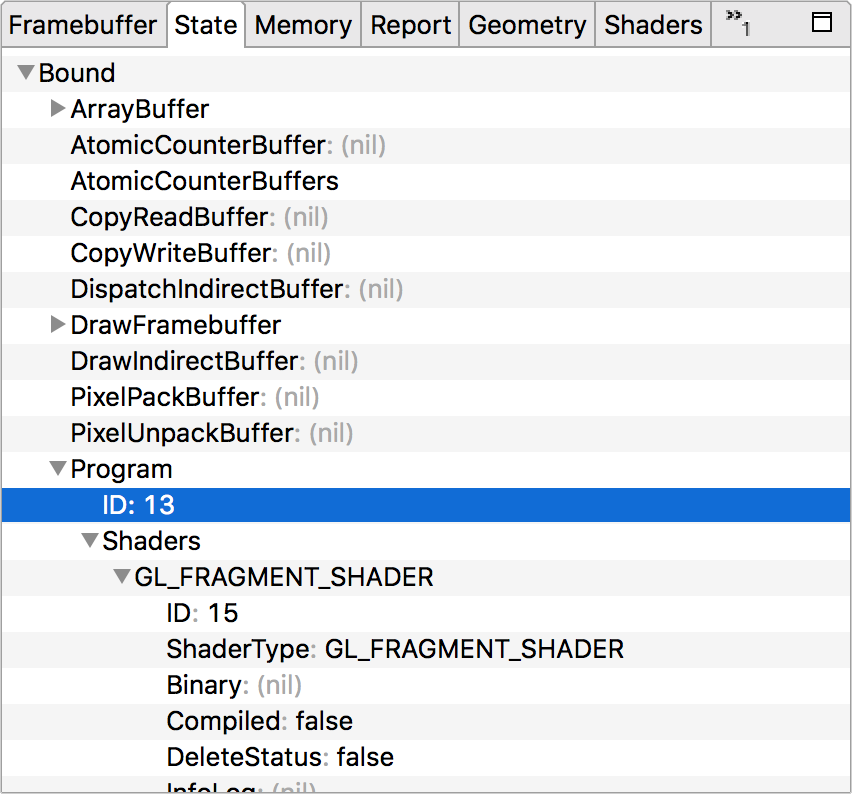 Framebuffer State Memory Report Geometry Shaders »1
Bound
ArrayBuffer
AtomicCounterBuffer: (nil)
AtomicCounterBuffers
CopyReadBuffer: (nil)
CopyWriteBuffer: (nil)
DispatchIndirectBuffer: (nil)
DrawFramebuffer
DrawIndirectBuffer: (nil)
PixelPackBuffer: (nil)
PixelUnpackBuffer: (nil)
Program
ID: 13
Shaders
GL_FRAGMENT_SHADER
ID: 15
ShaderType: GL_FRAGMENT_SHADER
Binary: (nil)
Compiled: false
DeleteStatus: false
InfoLog: (nil)